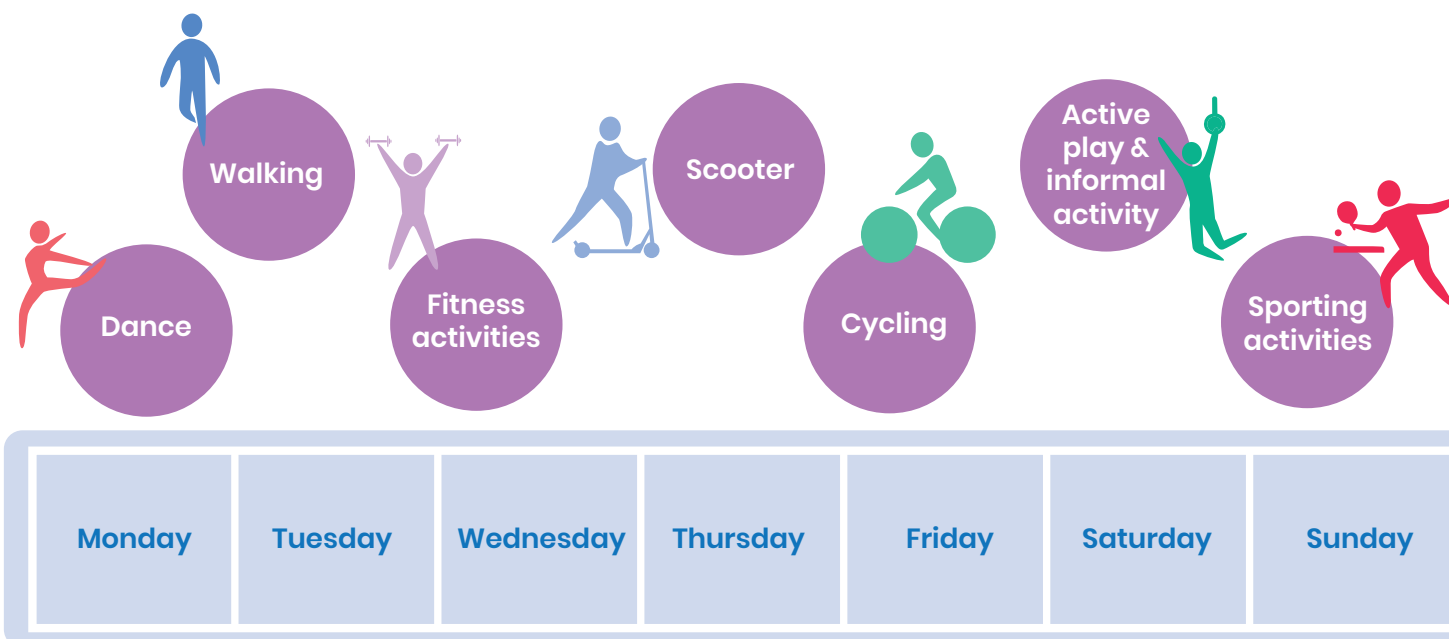 Dance
Walking
Fitness
activities
Scooter
Cycling
Active
play &
informal
activity
Sporting
activities
Monday
Tuesday
Wednesday
Thursday
Friday
Saturday
Sunday